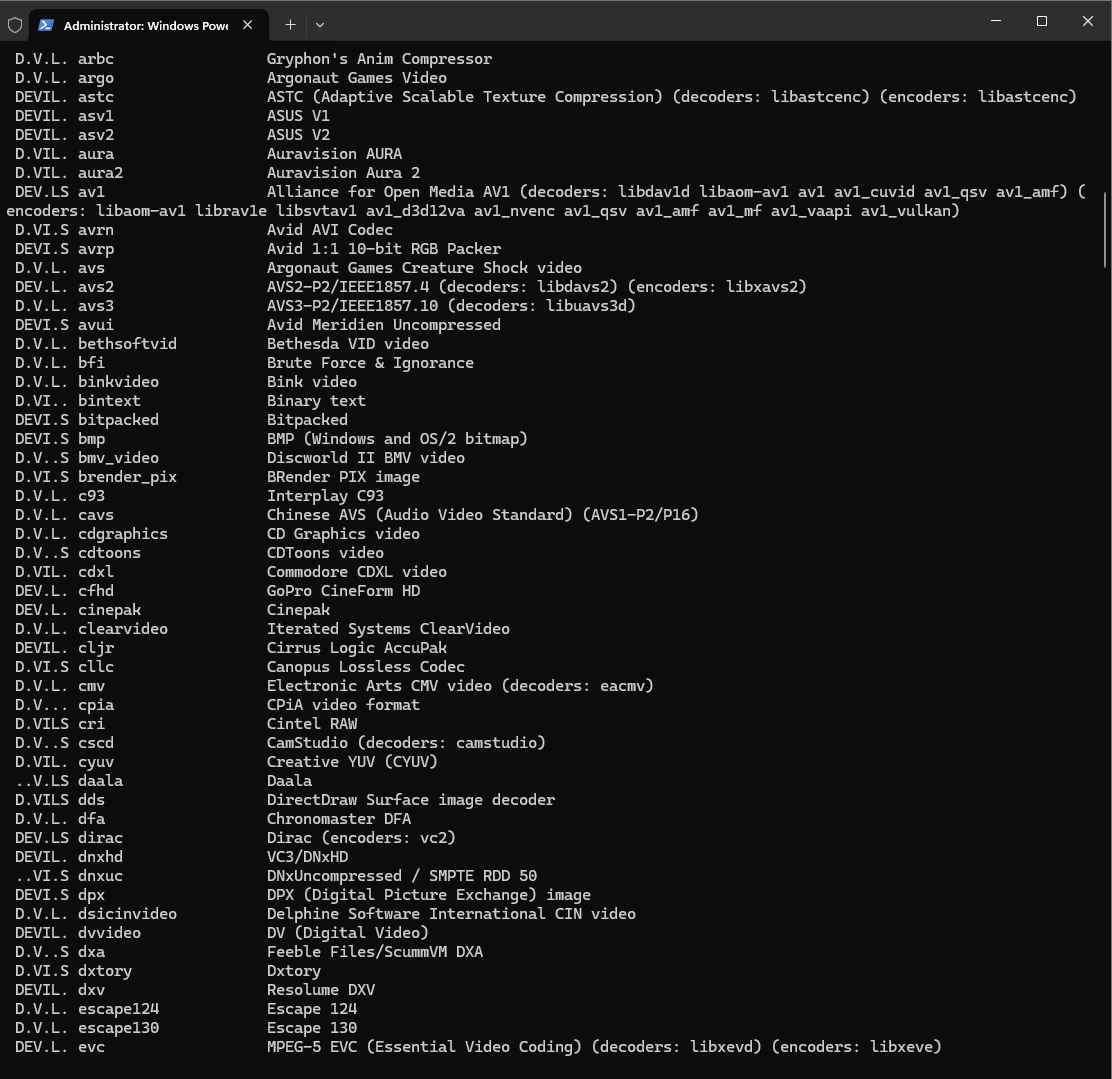 Administrator: Windows Powe
D.V.L. arbc                 Gryphon's Anim Compressor
D.V.L. argo                 Argonaut Games Video
DEVIL. astc                 ASTC (Adaptive Scalable Texture Compression) (decoders: libastcenc) (encoders: libastcenc)
DEVIL. asv1                 ASUS V1
DEVIL. asv2                 ASUS V2
D.VIL. aura                 Auravision AURA
D.VIL. aura2                Auravision Aura 2
DEV.LS av1                  Alliance for Open Media AV1 (decoders: libdav1d libaom-av1 av1 av1_cuvid av1_qsv av1_amf) (
encoders: libaom-av1 librav1e libsvtav1 av1_d3d12va av1_nvenc av1_qsv av1_amf av1_mf av1_vaapi av1_vulkan)
D.VI.S avrn                 Avid AVI Codec
DEVI.S avrp                 Avid 1:1 10-bit RGB Packer
D.V.L. avs                  Argonaut Games Creature Shock video
DEV.L. avs2                 AVS2-P2/IEEE1857.4 (decoders: libdavs2) (encoders: libxavs2)
D.V.L. avs3                 AVS3-P2/IEEE1857.10 (decoders: libuavs3d)
DEVI.S avui                 Avid Meridien Uncompressed
D.V.L. bethsoftvid          Bethesda VID video
D.V.L. bfi                  Brute Force & Ignorance
D.V.L. binkvideo            Bink video
D.VI.. bintext              Binary text
DEVI.S bitpacked            Bitpacked
DEVI.S bmp                  BMP (Windows and OS/2 bitmap)
D.V..S bmv_video            Discworld II BMV video
D.VI.S brender_pix          BRender PIX image
D.V.L. c93                  Interplay C93
D.V.L. cavs                 Chinese AVS (Audio Video Standard) (AVS1-P2/P16)
D.V.L. cdgraphics           CD Graphics video
D.V..S cdtoons              CDToons video
D.VIL. cdxl                 Commodore CDXL video
DEV.L. cfhd                 GoPro CineForm HD
DEV.L. cinepak              Cinepak
D.V.L. clearvideo           Iterated Systems ClearVideo
DEVIL. cljr                 Cirrus Logic AccuPak
D.VI.S cllc                 Canopus Lossless Codec
D.V.L. cmv                  Electronic Arts CMV video (decoders: eacmv)
D.V... cpia                 CPiA video format
D.VILS cri                  Cintel RAW
D.V..S cscd                 CamStudio (decoders: camstudio)
D.VIL. cyuv                 Creative YUV (CYUV)
..V.LS daala                Daala
D.VILS dds                  DirectDraw Surface image decoder
D.V.L. dfa                  Chronomaster DFA
DEV.LS dirac                Dirac (encoders: vc2)
DEVIL. dnxhd                VC3/DNxHD
..VI.S dnxuc                DNxUncompressed / SMPTE RDD 50
DEVI.S dpx                  DPX (Digital Picture Exchange) image
D.V.L. dsicinvideo          Delphine Software International CIN video
DEVIL. dvvideo              DV (Digital Video)
D.V..S dxa                  Feeble Files/ScummVM DXA
D.VI.S dxtory               Dxtory
DEVIL. dxv                  Resolume DXV
D.V.L. escape124            Escape 124
D.V.L. escape130            Escape 130
DEV.L. evc                  MPEG-5 EVC (Essential Video Coding) (decoders: libxevd) (encoders: libxeve)